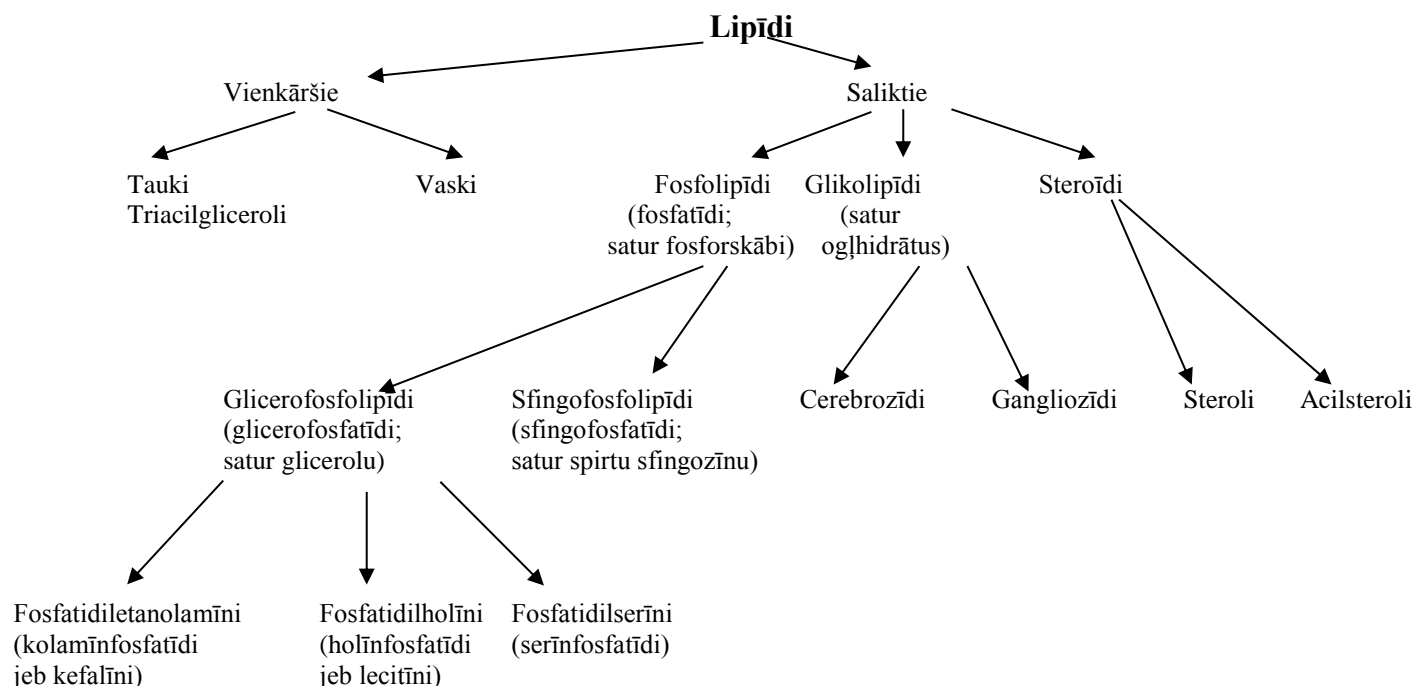 Lipīdi
Vienkāršie
Saliktie
Tauki
Triacilgliceroli
Vaski
Fosfolipīdi
(fosfatīdi;
satur fosforskābi)
Glikolipīdi
(satur
ogļhidrātus)
Steroīdi
Glicerofosfolipīdi
(glicerofosfatīdi;
satur glicerolu)
Sfingofosfolipīdi
(sfingofosfatīdi;
satur spirtu sfingozīnu)
Cerebrozīdi
Gangliozīdi
Steroli
Acilsteroli
Fosfatidiletanolamīni
(kolamīnfosfatīdi
jeb kefalīni)
Fosfatidilholīni
(holīnfosfatīdi
jeb lecitīni)
Fosfatidilserīni
(serīnfosfatīdi)